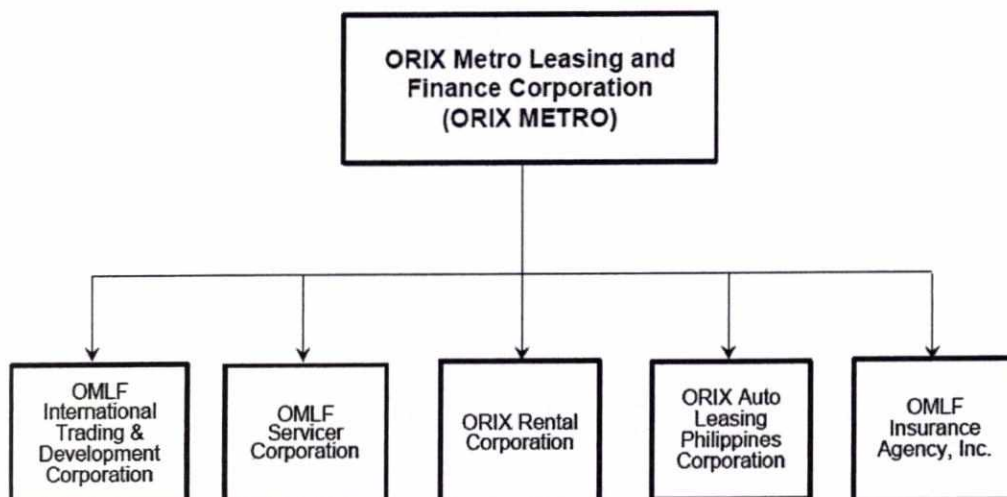 ORIX Metro Leasing and
Finance Corporation
(ORIX METRO)
OMLF
International
Trading &
Development
Corporation
OMLF
Servicer
Corporation
ORIX Rental
Corporation
ORIX Auto
Leasing
Philippines
Corporation
OMLF
Insurance
Agency, Inc.